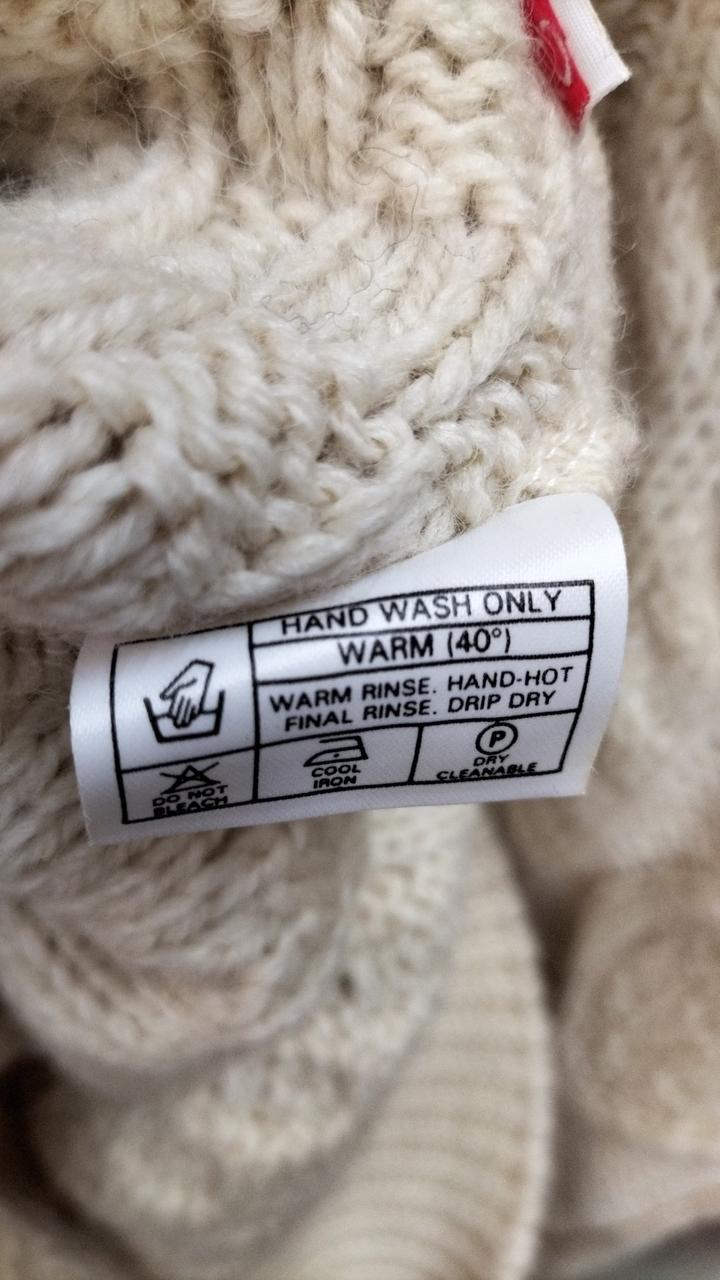 HAND WASH ONLY
WARM (40°)
WARM RINSE. HAND-HOT
FINAL RINSE. DRIP DRY
DO NOT
BLEACH
COOL
IRON
P
DRY
CLEANABLE